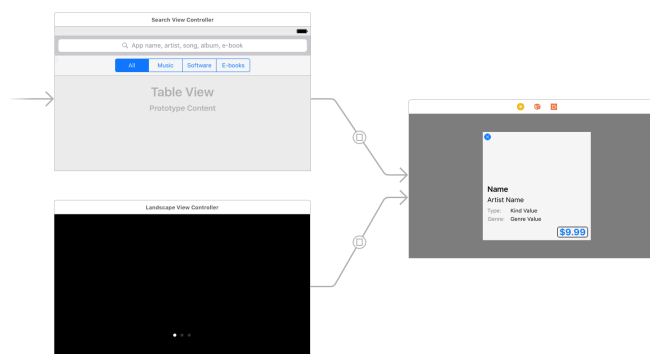 Search View Controller
App name, artist, song, album, e-book
All Music Software E-books
Table View
Prototype Content
Landscape View Controller
Name
Artist Name
Type: Kind Value
Genre: Genre Value
$9.99